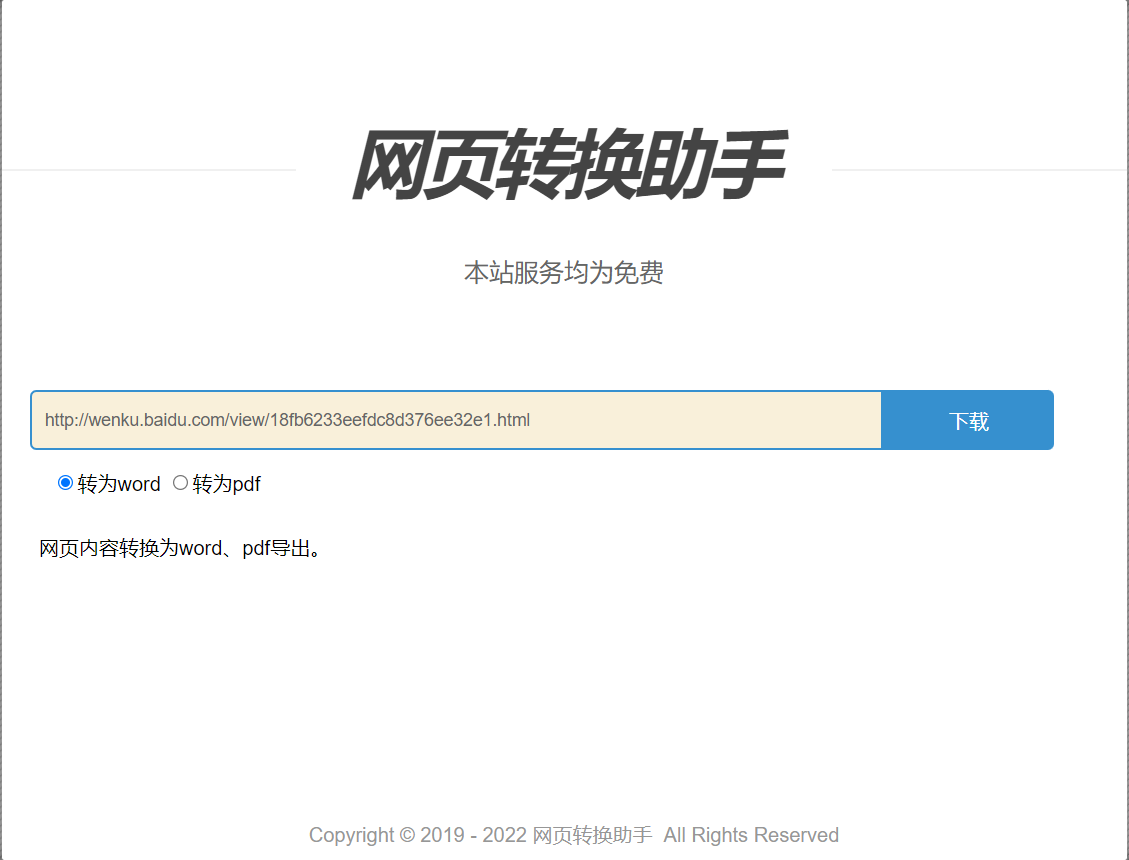 网页转换助手
本站服务均为免费
http://wenku.baidu.com/view/18fb6233eefdc8d376ee32e1.html 下载
转为word 转为pdf
网页内容转换为word、pdf导出。
Copyright © 2019 - 2022 网页转换助手 All Rights Reserved